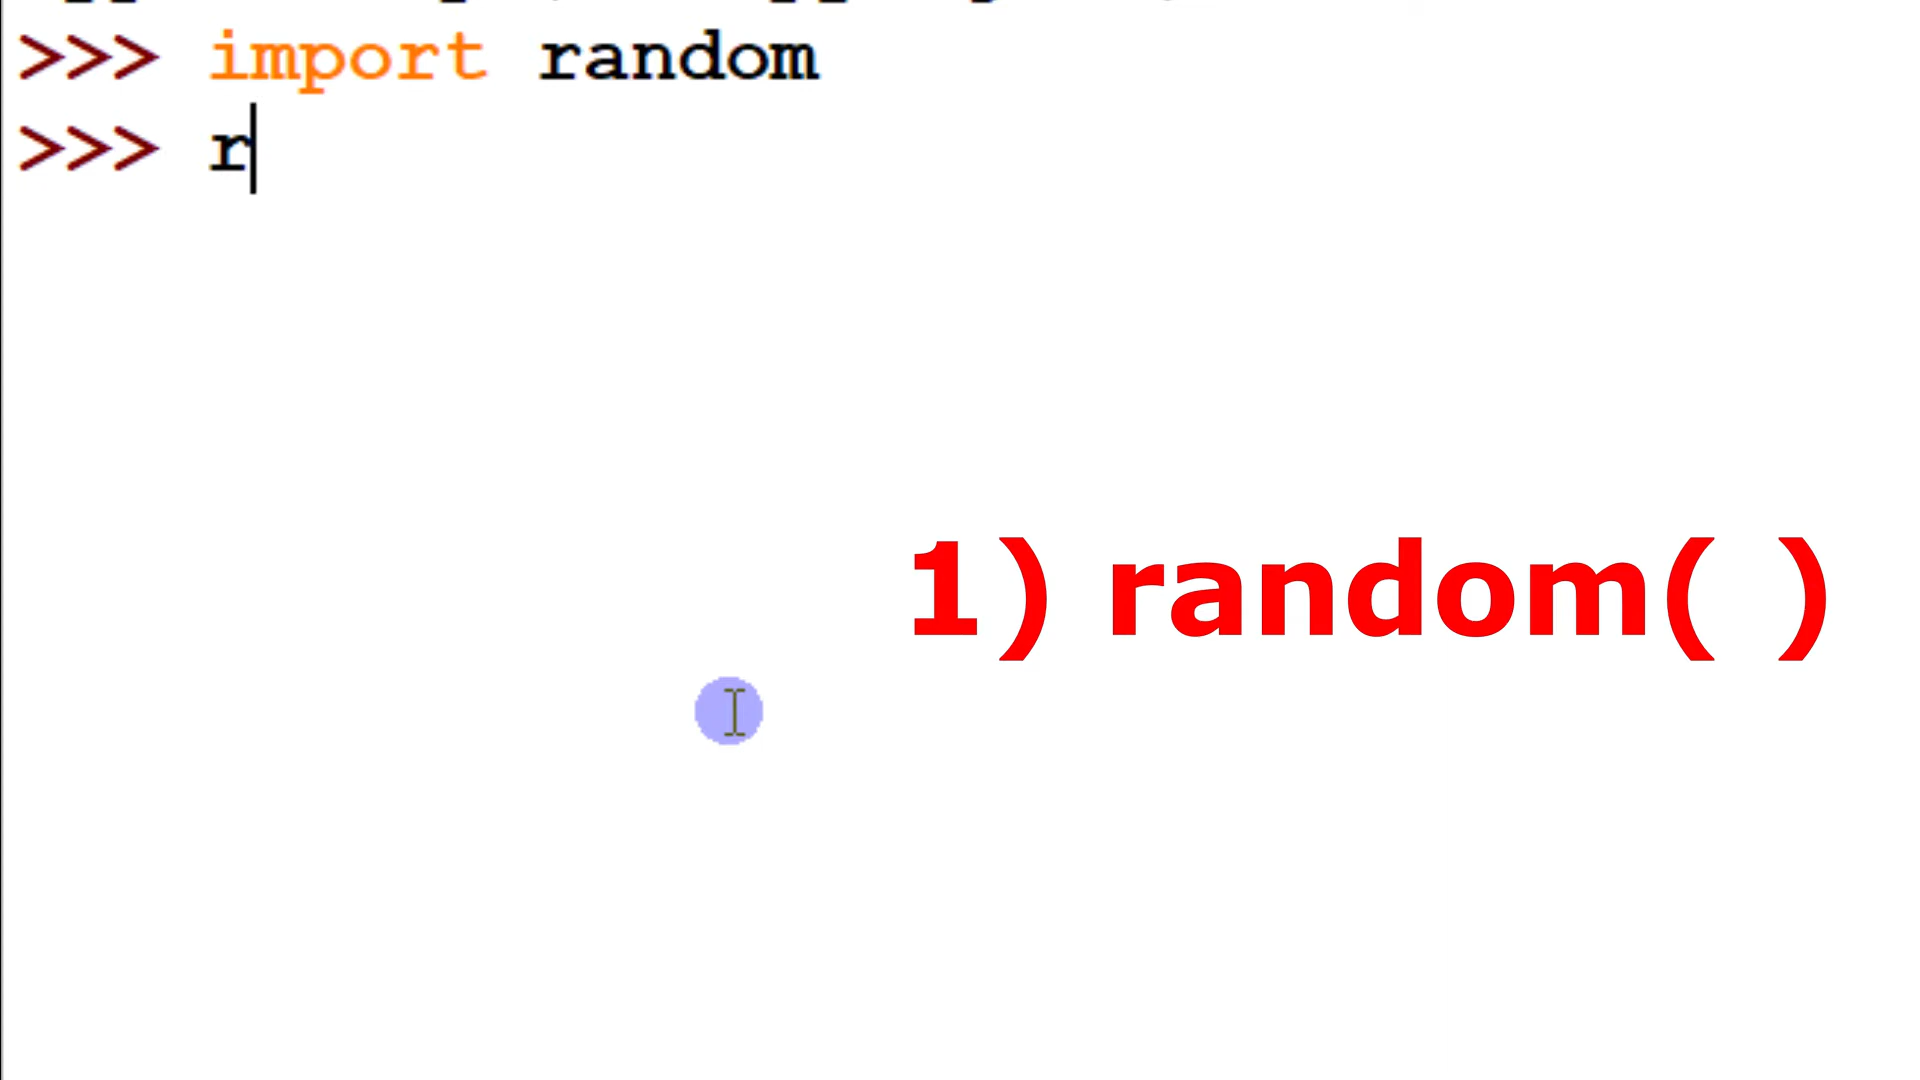 >>> import random
>>> r
1) random( )